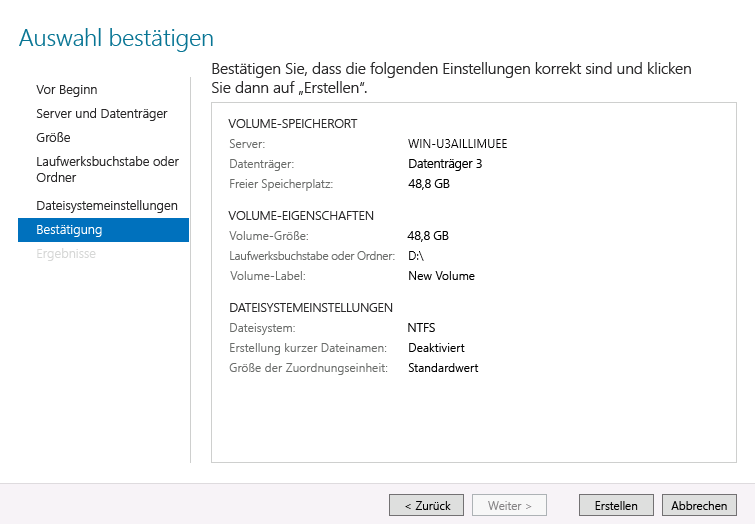 Auswahl bestätigen
Vor Beginn
Server und Datenträger
Größe
Laufwerksbuchstabe oder
Ordner
Dateisystemeinstellungen
Bestätigung
Ergebnisse
Bestätigen Sie, dass die folgenden Einstellungen korrekt sind und klicken
Sie dann auf „Erstellen“.
VOLUME-SPEICHERORT
Server: WIN-U3AILLIMUEE
Datenträger: Datenträger 3
Freier Speicherplatz: 48,8 GB
VOLUME-EIGENSCHAFTEN
Volume-Größe: 48,8 GB
Laufwerksbuchstabe oder Ordner: D:\
Volume-Label: New Volume
DATEISYSTEMEINSTELLUNGEN
Dateisystem: NTFS
Erstellung kurzer Dateinamen: Deaktiviert
Größe der Zuordnungseinheit: Standardwert
< Zurück Weiter > Erstellen Abbrechen